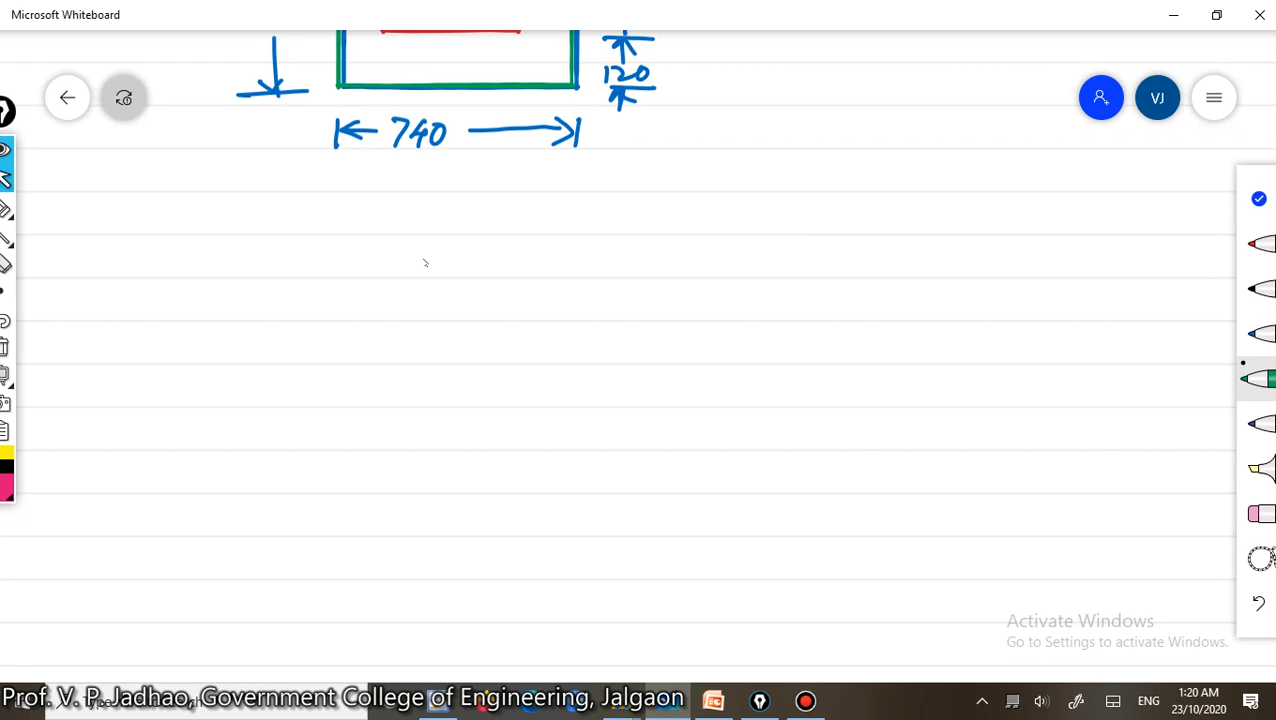 Microsoft Whiteboard
120
VJ
740
Activate Windows
Go to Settings to activate Windows.
Prof. V. P. Jadhao, Government College of Engineering, Jalgaon
ENG
1:20 AM
23/10/2020